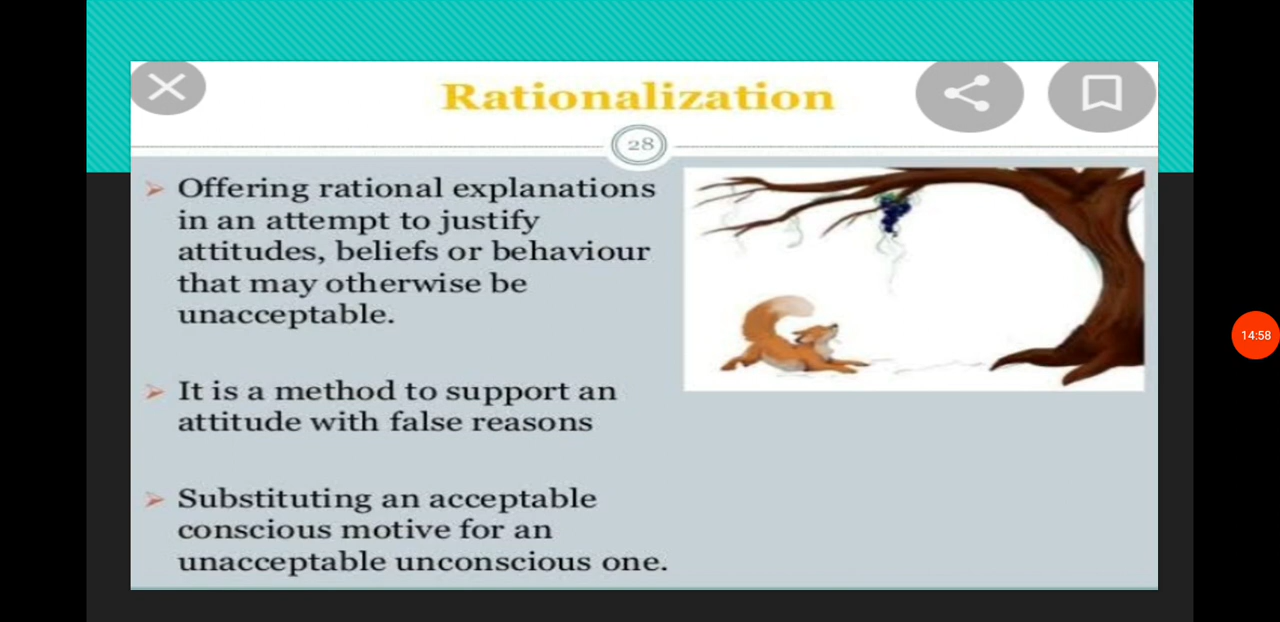 Rationalization
28
➢ Offering rational explanations
in an attempt to justify
attitudes, beliefs or behaviour
that may otherwise be
unacceptable.
➢ It is a method to support an
attitude with false reasons
➢ Substituting an acceptable
conscious motive for an
unacceptable unconscious one.
14:58